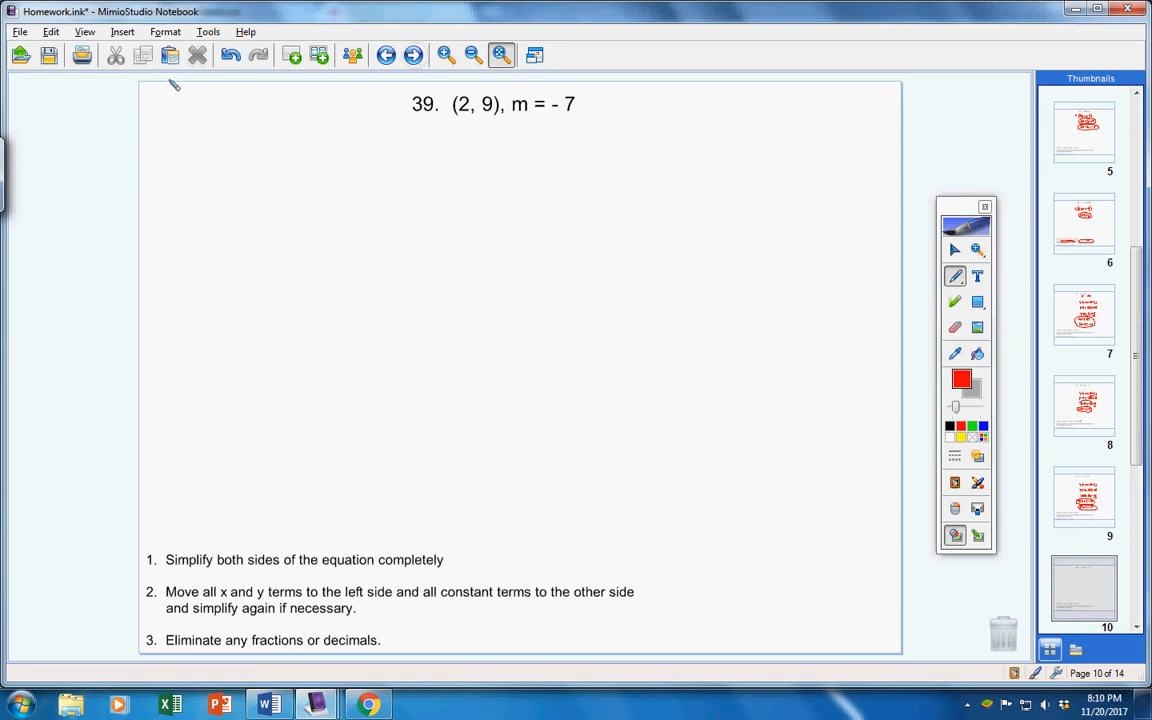 Homework.ink* - MimioStudio Notebook
File Edit View Insert Format Tools Help
Thumbnails
39. (2, 9), m = - 7
5
6
7
8
9
10
1. Simplify both sides of the equation completely
2. Move all x and y terms to the left side and all constant terms to the other side
and simplify again if necessary.
3. Eliminate any fractions or decimals.
Page 10 of 14
8:10 PM
11/20/2017